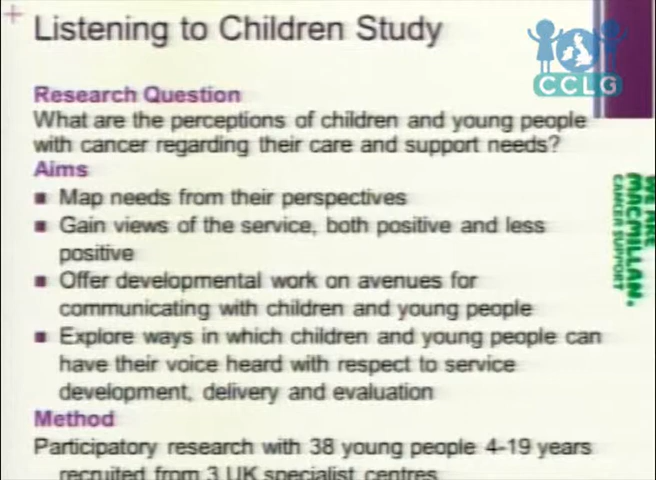 Listening to Children Study
CCLG
Research Question
What are the perceptions of children and young people
with cancer regarding their care and support needs?
Aims
Map needs from their perspectives
Gain views of the service, both positive and less
positive
Offer developmental work on avenues for
communicating with children and young people
Explore ways in which children and young people can
have their voice heard with respect to service
development, delivery and evaluation
Method
Participatory research with 38 young people 4-19 years
recruited from 3 UK specialist centres
WE ARE
MACMILLAN.
CANCER SUPPORT